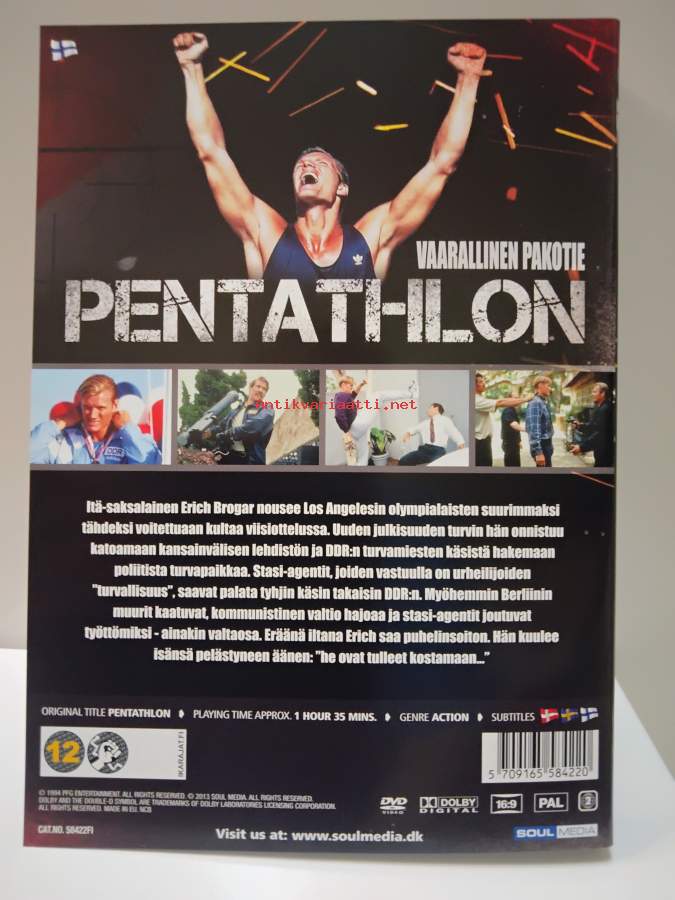 VAARALLINEN PAKOTIE
PENTATHLON
antikvariaatti.net
DDR
Itä-saksalainen Erich Brogar nousee Los Angelesin olympialaisten suurimmaksi
tähdeksi voitettuaan kultaa viisiottelussa. Uuden julkisuuden turvin hän onnistuu
katoamaan kansainvälisen lehdistön ja DDR:n turvamiesten käsistä hakemaan
poliitista turvapaikkaa. Stasi-agentit, joiden vastuulla on urheilijoiden
"turvallisuus", saavat palata tyhjin käsin takaisin DDR:n. Myöhemmin Berliinin
muurit kaatuvat, kommunistinen valtio hajoaa ja stasi-agentit joutuvat
työttömiksi - ainakin valtaosa. Eräänä iltana Erich saa puhelinsoiton. Hän kuulee
isänsä pelästyneen äänen: "he ovat tulleet kostamaan..."
ORIGINAL TITLE PENTATHLON PLAYING TIME APPROX. 1 HOUR 35 MINS. GENRE ACTION SUBTITLES
12
IKARAJAT.FI
5 709165 584220
© 1994 PFG ENTERTAINMENT. ALL RIGHTS RESERVED. © 2013 SOUL MEDIA. ALL RIGHTS RESERVED.
DOLBY AND THE DOUBLE-D SYMBOL ARE TRADEMARKS OF DOLBY LABORATORIES LICENSING CORPORATION.
ALL RIGHTS RESERVED. MADE IN EU. NCB
DVD VIDEO DOLBY DIGITAL 16:9 PAL 2
CAT.NO. S8422FI
Visit us at: www.soulmedia.dk
SOUL MEDIA